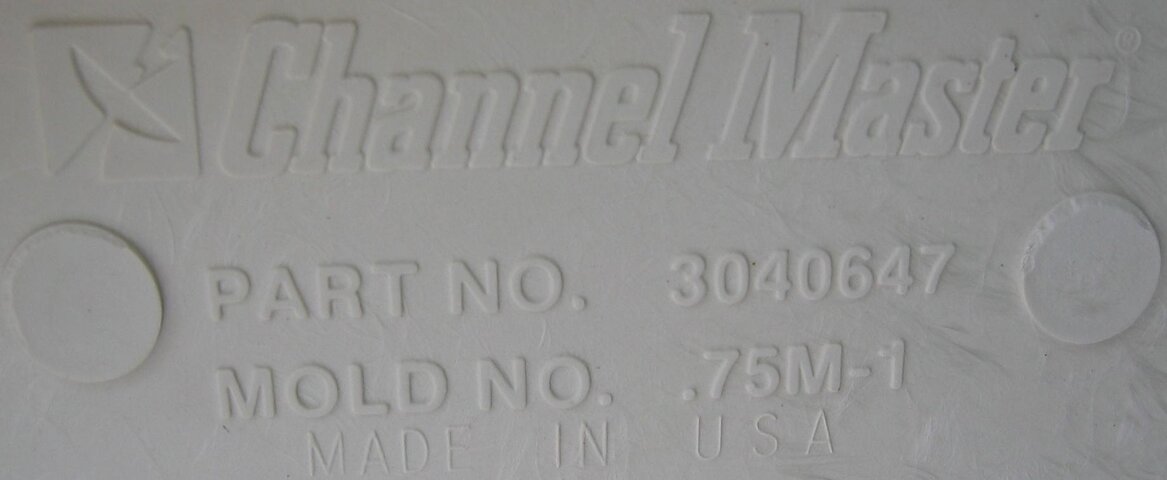 Channel Master®
PART NO. 3040647
MOLD NO. .75M-1
MADE IN USA